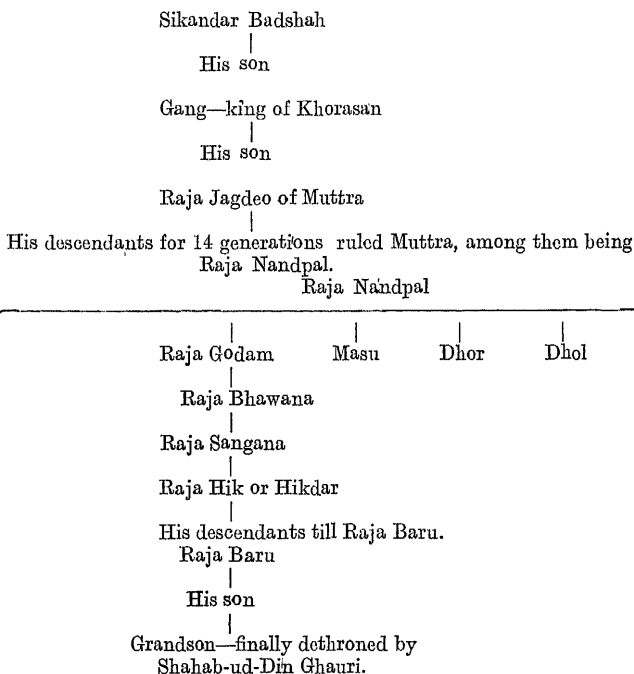 Sikandar Badshah
His son
Gang—king of Khorasan
His son
Raja Jagdeo of Muttra
His descendants for 14 generations ruled Muttra, among them being
Raja Nandpal.
Raja Nandpal
Raja Godam Masu Dhor Dhol
Raja Bhawana
Raja Sangana
Raja Hik or Hikdar
His descendants till Raja Baru.
Raja Baru
His son
Grandson—finally dethroned by
Shahab-ud-Din Ghauri.